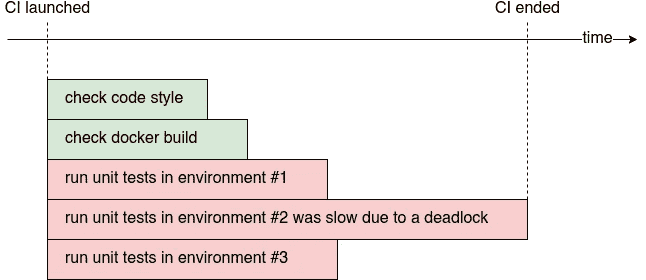 CI launched
CI ended
time
check code style
check docker build
run unit tests in environment #1
run unit tests in environment #2 was slow due to a deadlock
run unit tests in environment #3